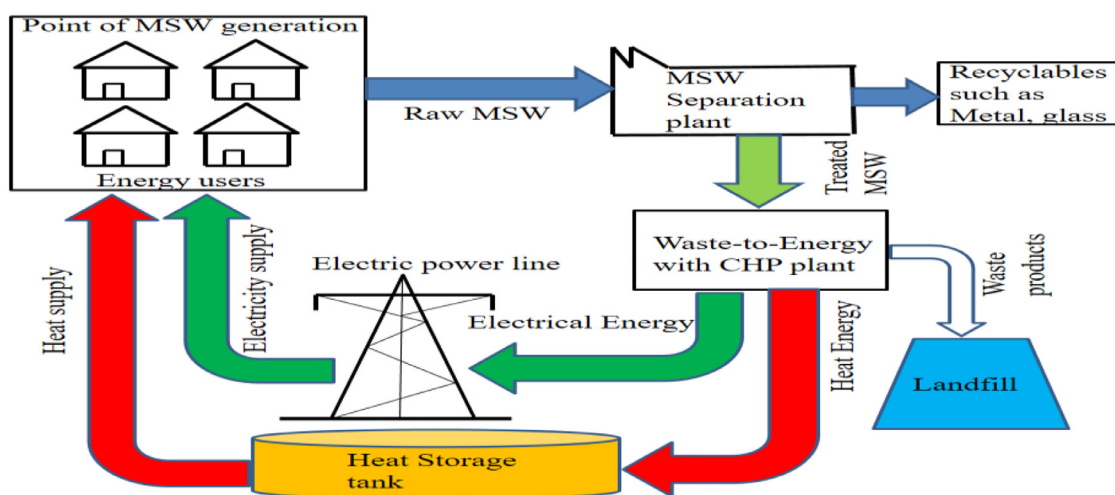 Point of MSW generation
Energy users
Raw MSW
MSW
Separation
plant
Recyclables
such as
Metal, glass
Treated
MSW
Waste-to-Energy
with CHP plant
Waste
products
Landfill
Heat supply
Electricity supply
Electric power line
Electrical Energy
Heat Energy
Heat Storage
tank